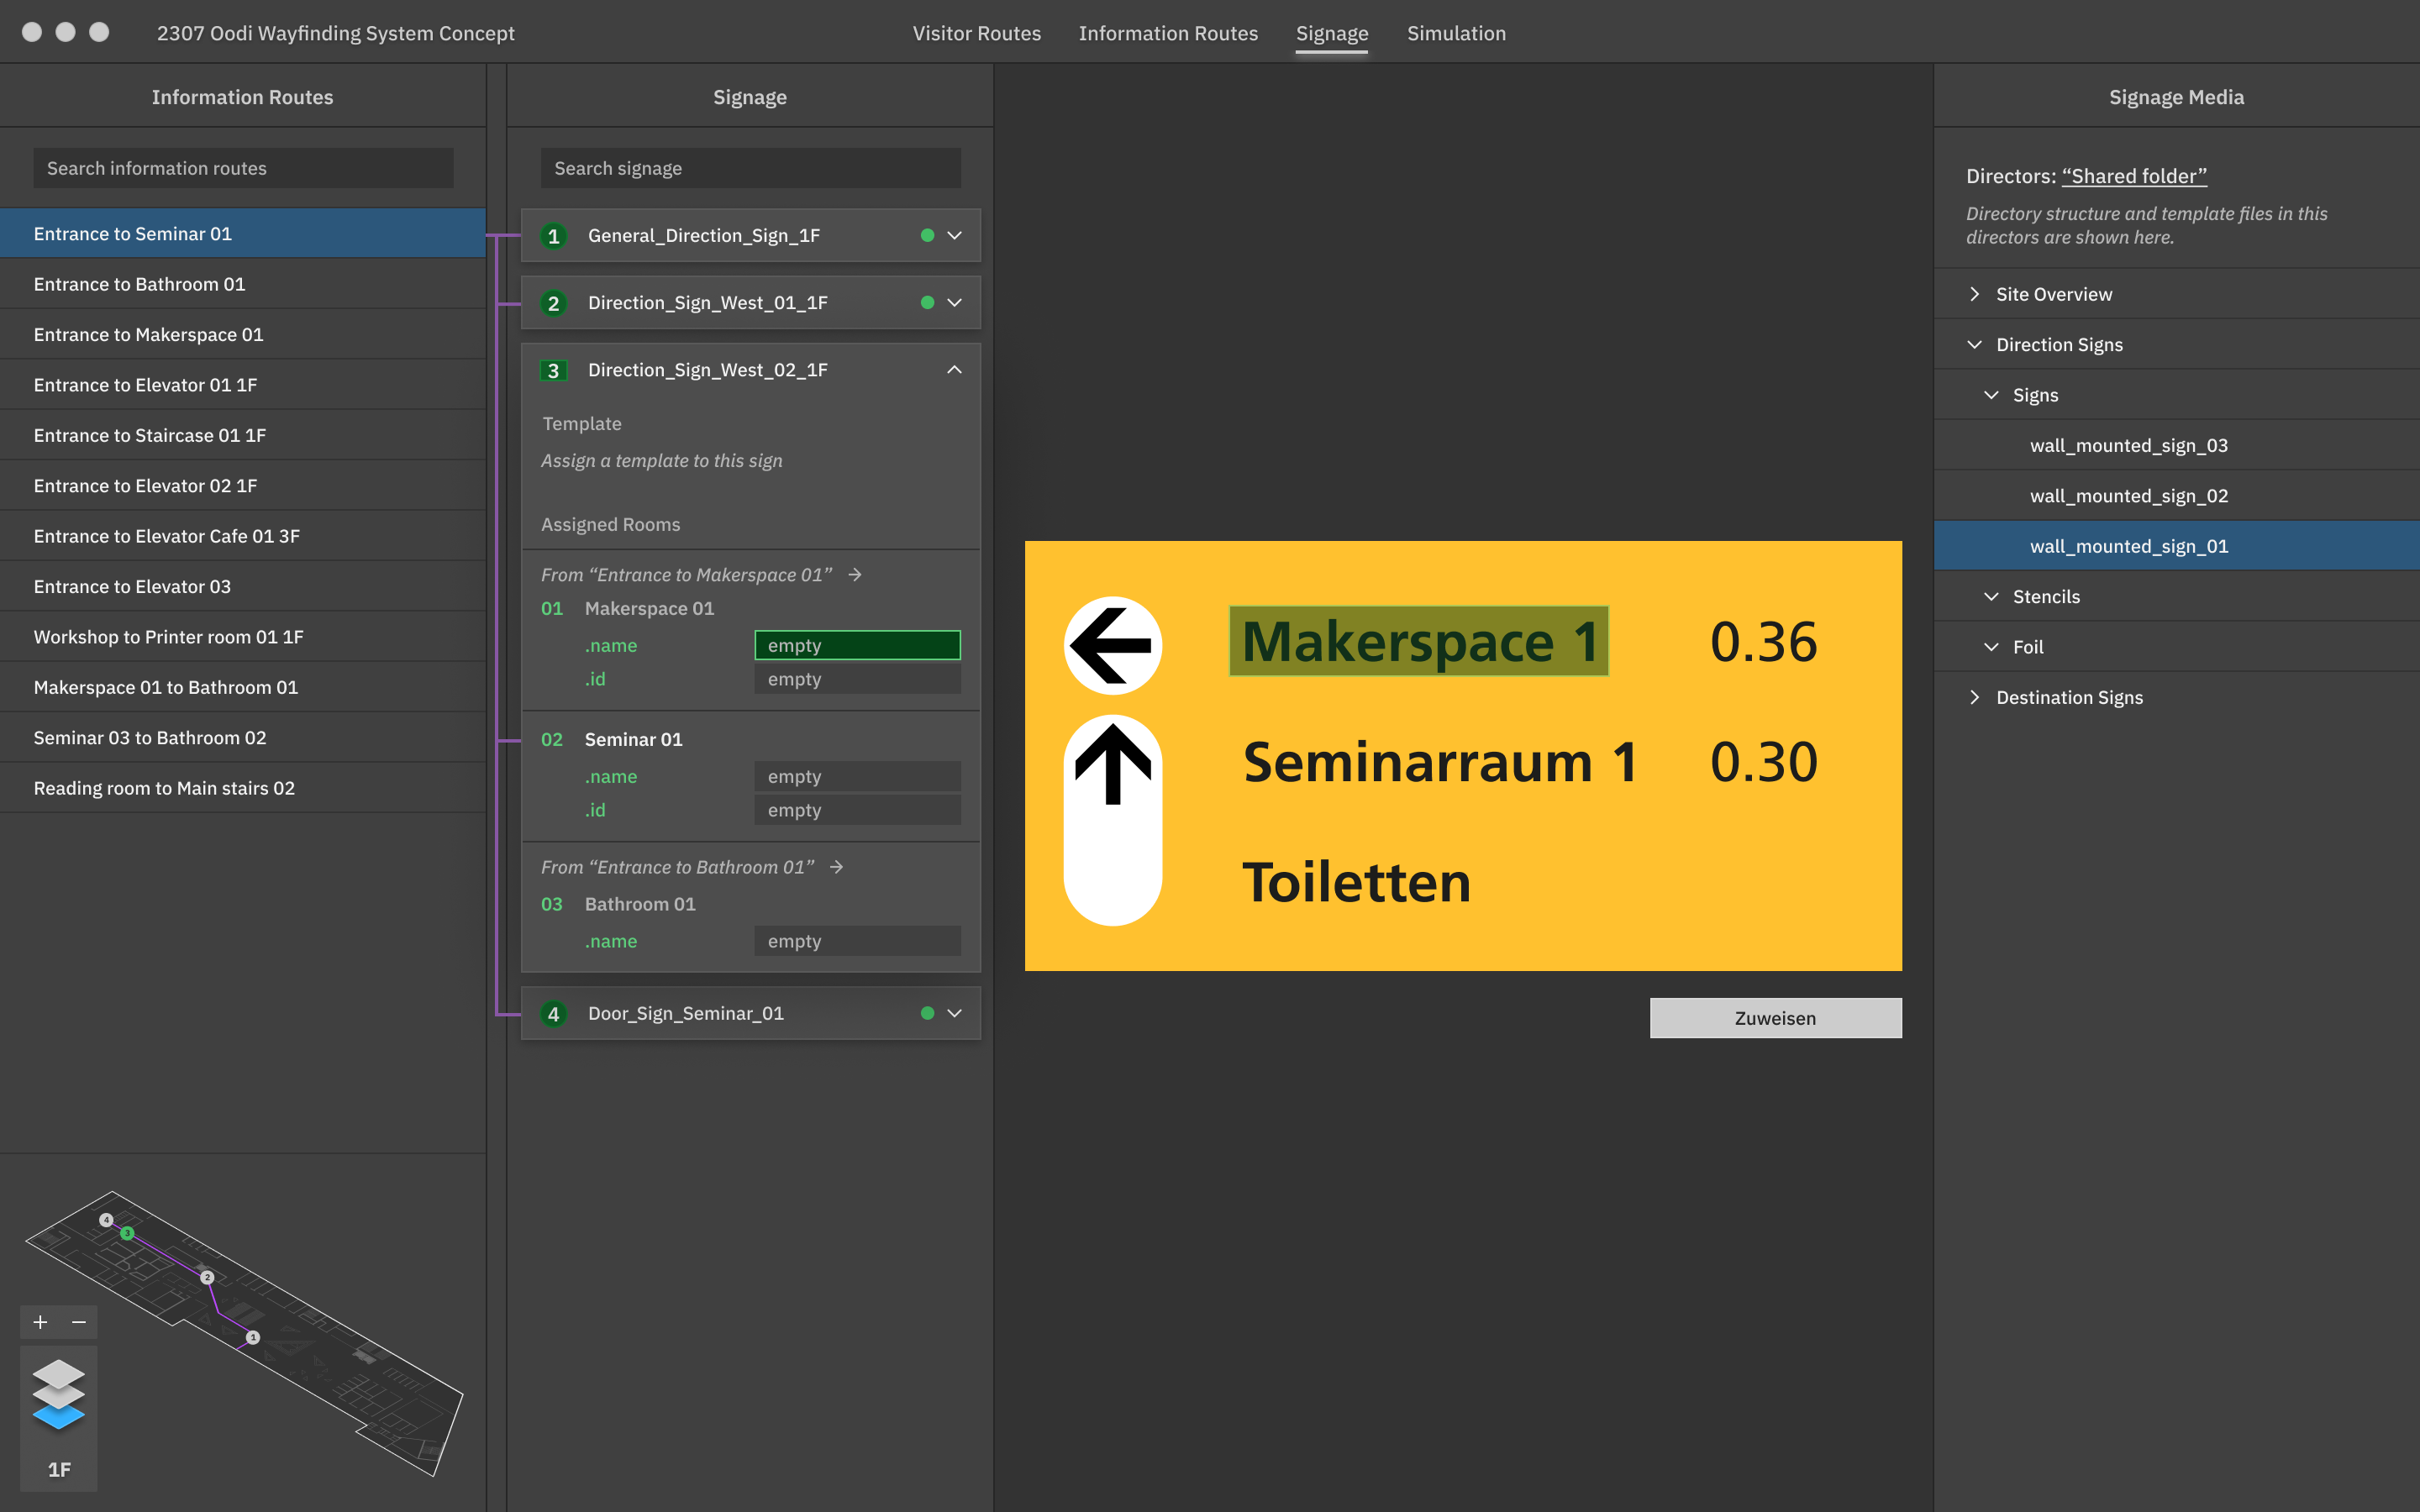 2307 Oodi Wayfinding System Concept
Visitor Routes
Information Routes
Signage
Simulation
Information Routes
Search information routes
Entrance to Seminar 01
Entrance to Bathroom 01
Entrance to Makerspace 01
Entrance to Elevator 01 1F
Entrance to Staircase 01 1F
Entrance to Elevator 02 1F
Entrance to Elevator Cafe 01 3F
Entrance to Elevator 03
Workshop to Printer room 01 1F
Makerspace 01 to Bathroom 01
Seminar 03 to Bathroom 02
Reading room to Main stairs 02
4
3
2
1
+ −
1F
Signage
Search signage
1 General_Direction_Sign_1F
2 Direction_Sign_West_01_1F
3 Direction_Sign_West_02_1F
Template
Assign a template to this sign
Assigned Rooms
From “Entrance to Makerspace 01” →
01 Makerspace 01
.name empty
.id empty
02 Seminar 01
.name empty
.id empty
From “Entrance to Bathroom 01” →
03 Bathroom 01
.name empty
4 Door_Sign_Seminar_01
Makerspace 1 0.36
Seminarraum 1 0.30
Toiletten
Zuweisen
Signage Media
Directors: “Shared folder”
Directory structure and template files in this
directors are shown here.
Site Overview
Direction Signs
Signs
wall_mounted_sign_03
wall_mounted_sign_02
wall_mounted_sign_01
Stencils
Foil
Destination Signs